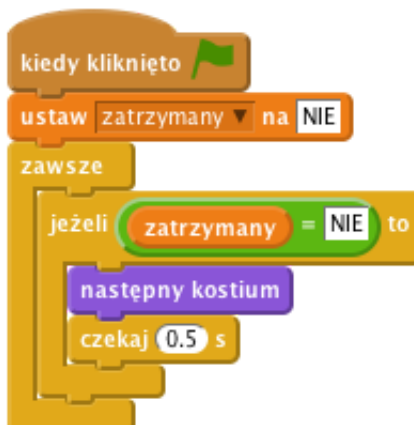 kiedy kliknięto
ustaw zatrzymany na NIE
zawsze
jeżeli zatrzymany = NIE to
następny kostium
czekaj 0.5 s